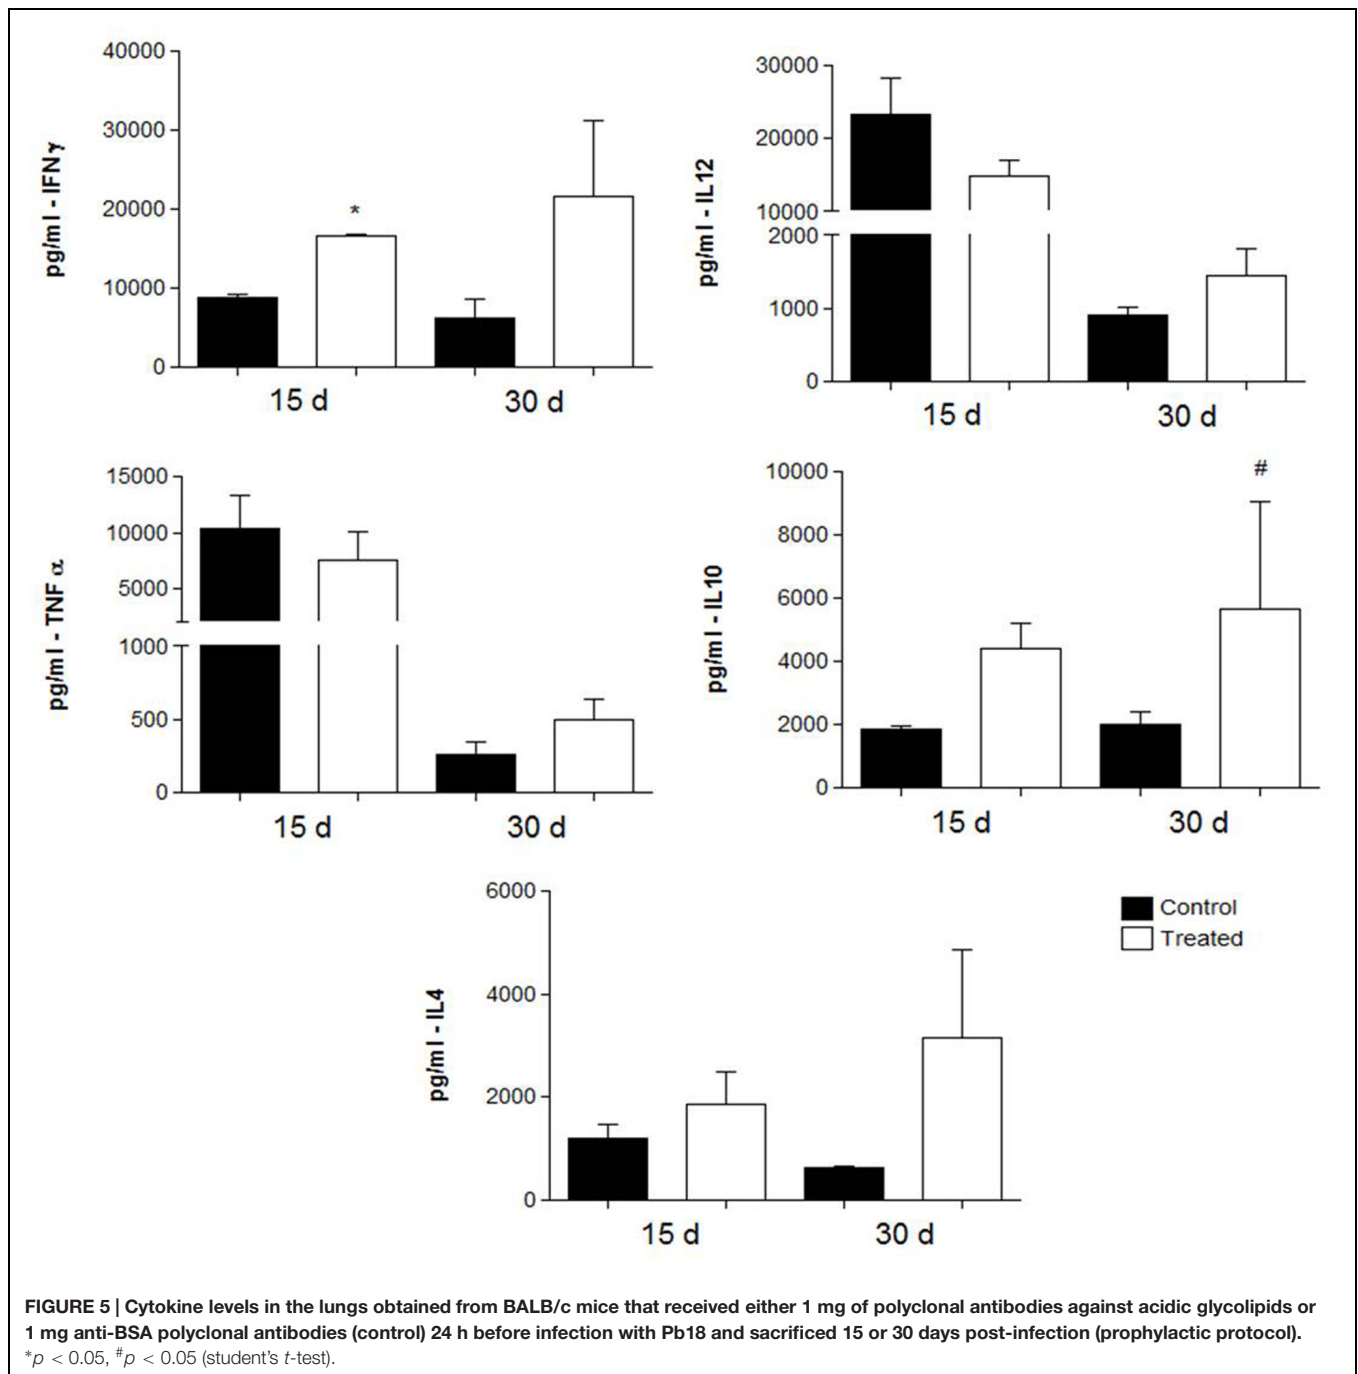 40000
30000
20000
10000
0
pg/ml - IFNγ
*
15 d 30 d
30000
20000
10000
2000
1000
0
pg/ml - IL12
15 d 30 d
15000
10000
5000
1000
500
0
pg/ml - TNF α
15 d 30 d
10000
8000
6000
4000
2000
0
pg/ml - IL10
#
15 d 30 d
6000
4000
2000
0
pg/ml - IL4
15 d 30 d
Control
Treated
FIGURE 5 | Cytokine levels in the lungs obtained from BALB/c mice that received either 1 mg of polyclonal antibodies against acidic glycolipids or
1 mg anti-BSA polyclonal antibodies (control) 24 h before infection with Pb18 and sacrificed 15 or 30 days post-infection (prophylactic protocol).
*p < 0.05, #p < 0.05 (student's t-test).